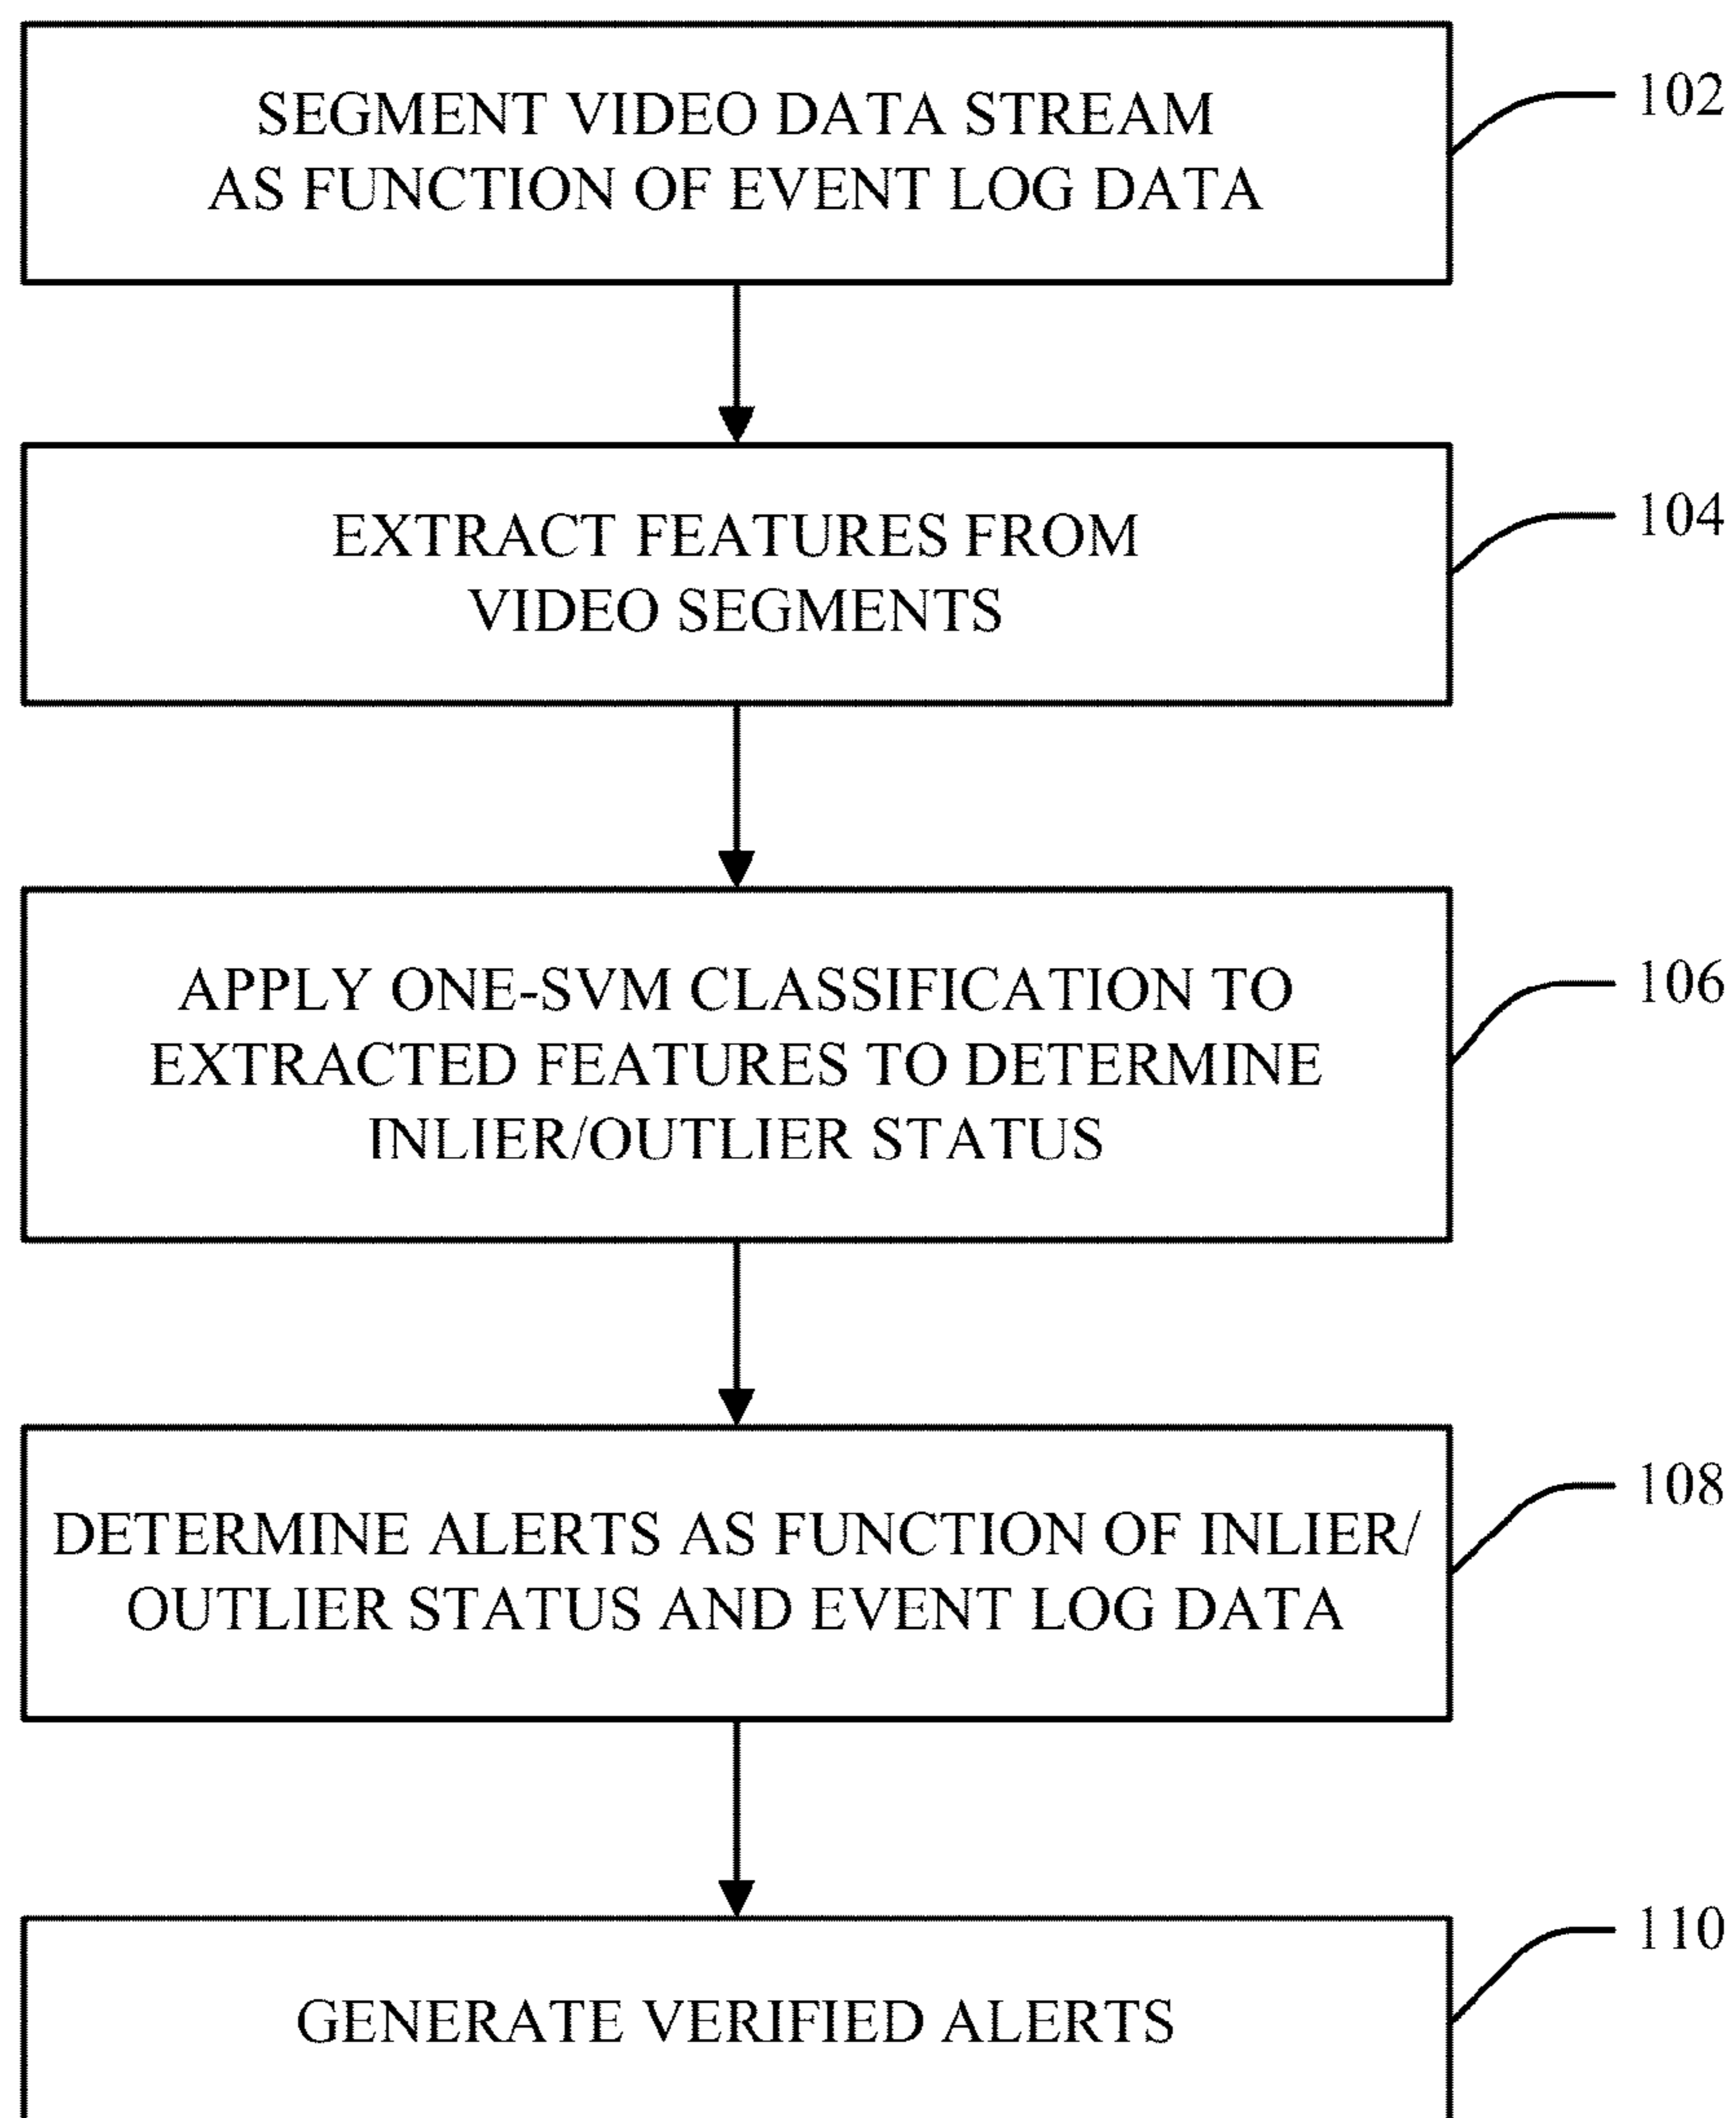 SEGMENT VIDEO DATA STREAM
AS FUNCTION OF EVENT LOG DATA
102
EXTRACT FEATURES FROM
VIDEO SEGMENTS
104
APPLY ONE-SVM CLASSIFICATION TO
EXTRACTED FEATURES TO DETERMINE
INLIER/OUTLIER STATUS
106
DETERMINE ALERTS AS FUNCTION OF INLIER/
OUTLIER STATUS AND EVENT LOG DATA
108
GENERATE VERIFIED ALERTS
110